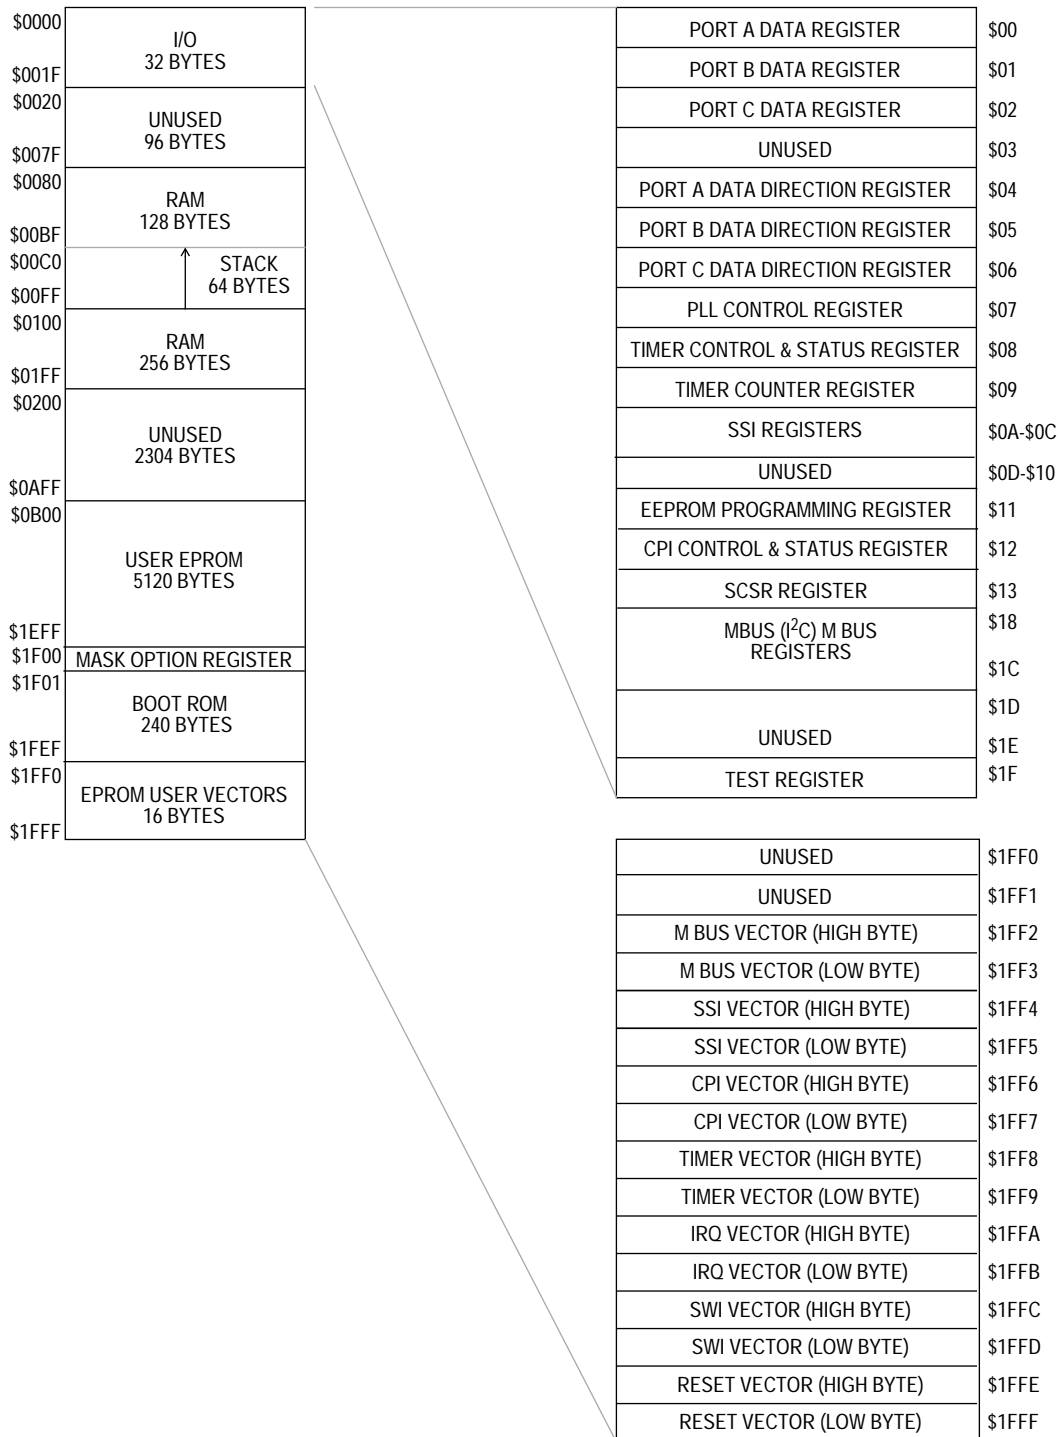 $0000
I/O
32 BYTES
$001F
$0020
UNUSED
96 BYTES
$007F
$0080
RAM
128 BYTES
$00BF
$00C0
STACK
64 BYTES
$00FF
$0100
RAM
256 BYTES
$01FF
$0200
UNUSED
2304 BYTES
$0AFF
$0B00
USER EPROM
5120 BYTES
$1EFF
$1F00 MASK OPTION REGISTER
$1F01
BOOT ROM
240 BYTES
$1FEF
$1FF0
EPROM USER VECTORS
16 BYTES
$1FFF
PORT A DATA REGISTER $00
PORT B DATA REGISTER $01
PORT C DATA REGISTER $02
UNUSED $03
PORT A DATA DIRECTION REGISTER $04
PORT B DATA DIRECTION REGISTER $05
PORT C DATA DIRECTION REGISTER $06
PLL CONTROL REGISTER $07
TIMER CONTROL & STATUS REGISTER $08
TIMER COUNTER REGISTER $09
SSI REGISTERS $0A-$0C
UNUSED $0D-$10
EEPROM PROGRAMMING REGISTER $11
CPI CONTROL & STATUS REGISTER $12
SCSR REGISTER $13
MBUS (I²C) M BUS $18
REGISTERS
$1C
$1D
UNUSED $1E
TEST REGISTER $1F
UNUSED $1FF0
UNUSED $1FF1
M BUS VECTOR (HIGH BYTE) $1FF2
M BUS VECTOR (LOW BYTE) $1FF3
SSI VECTOR (HIGH BYTE) $1FF4
SSI VECTOR (LOW BYTE) $1FF5
CPI VECTOR (HIGH BYTE) $1FF6
CPI VECTOR (LOW BYTE) $1FF7
TIMER VECTOR (HIGH BYTE) $1FF8
TIMER VECTOR (LOW BYTE) $1FF9
IRQ VECTOR (HIGH BYTE) $1FFA
IRQ VECTOR (LOW BYTE) $1FFB
SWI VECTOR (HIGH BYTE) $1FFC
SWI VECTOR (LOW BYTE) $1FFD
RESET VECTOR (HIGH BYTE) $1FFE
RESET VECTOR (LOW BYTE) $1FFF